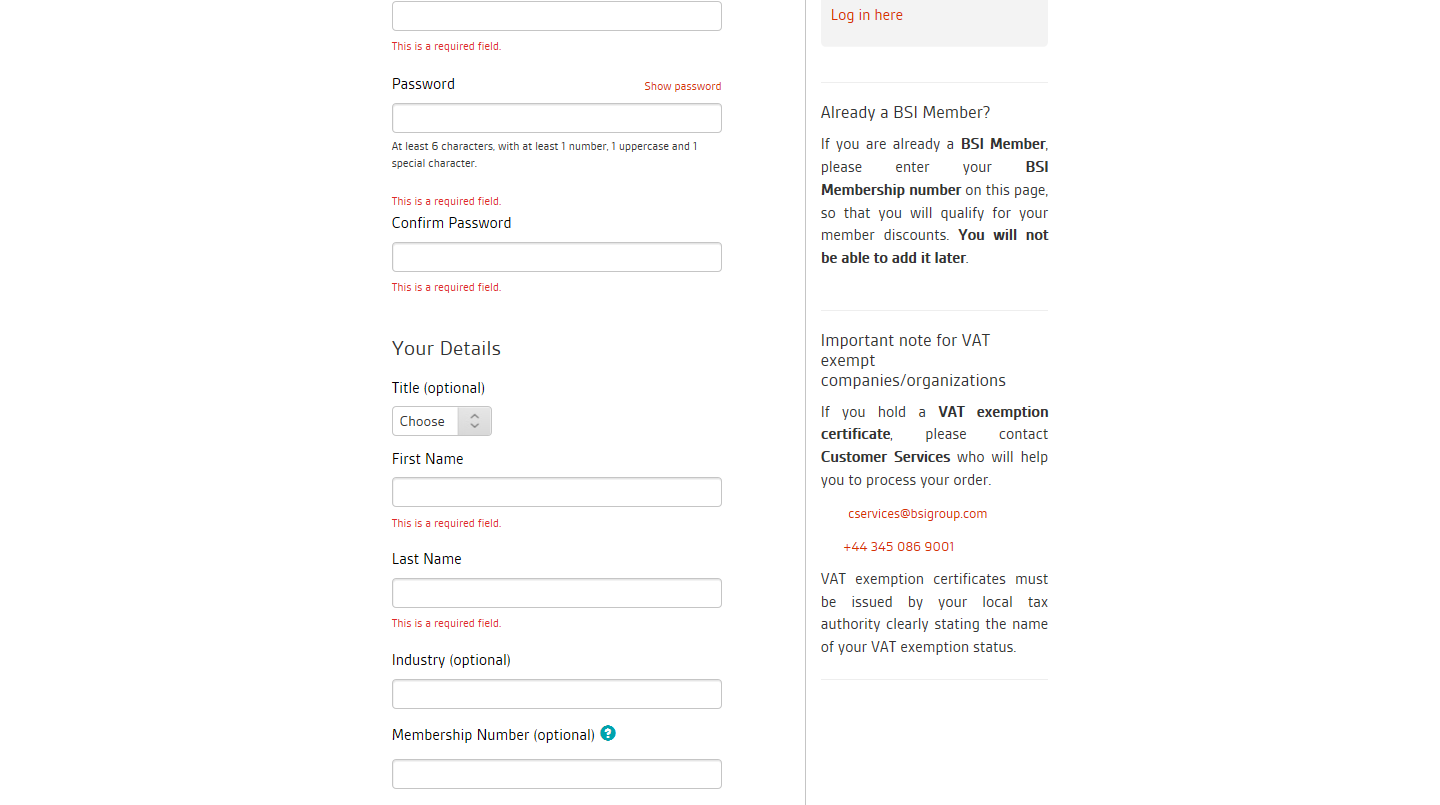 This is a required field.
Password
Show password
At least 6 characters, with at least 1 number, 1 uppercase and 1
special character.
This is a required field.
Confirm Password
This is a required field.
Your Details
Title (optional)
Choose
First Name
This is a required field.
Last Name
This is a required field.
Industry (optional)
Membership Number (optional) ?
Log in here
Already a BSI Member?
If you are already a BSI Member,
please enter your BSI
Membership number on this page,
so that you will qualify for your
member discounts. You will not
be able to add it later.
Important note for VAT
exempt
companies/organizations
If you hold a VAT exemption
certificate, please contact
Customer Services who will help
you to process your order.
cservices@bsigroup.com
+44 345 086 9001
VAT exemption certificates must
be issued by your local tax
authority clearly stating the name
of your VAT exemption status.